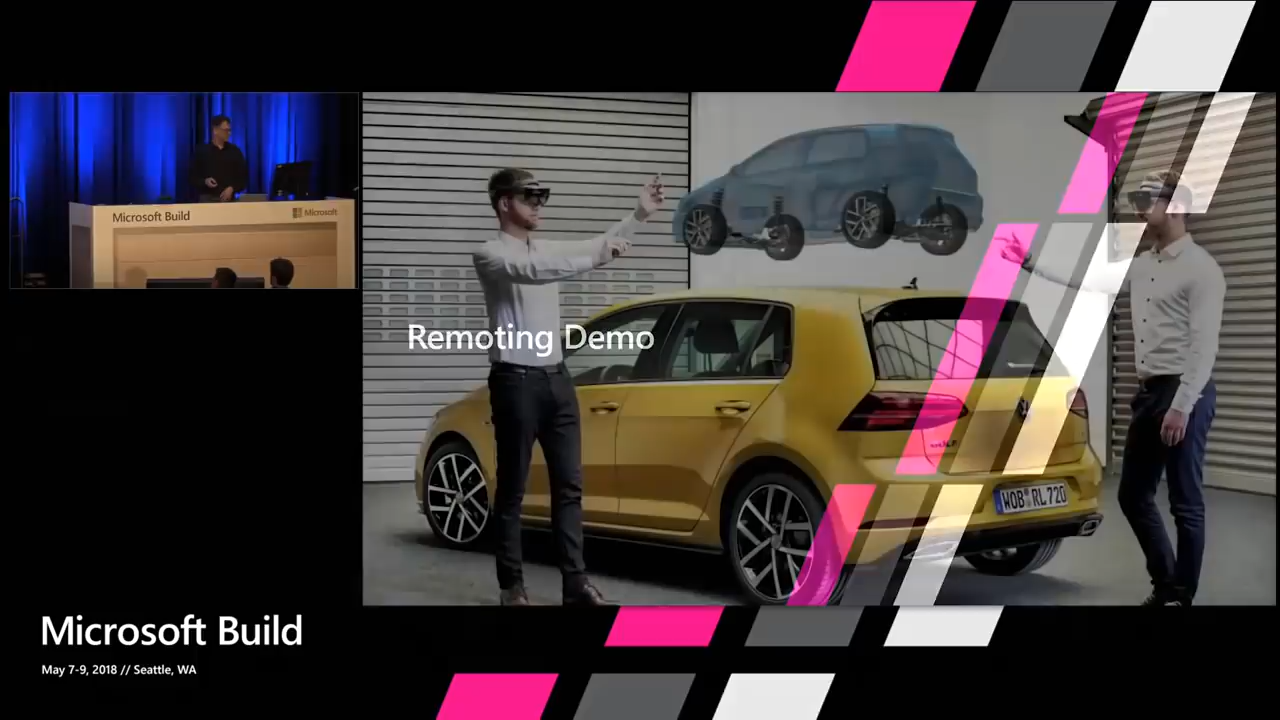 Microsoft Build
Microsoft
Remoting Demo
WOB RL 720
Microsoft Build
May 7-9, 2018 // Seattle, WA